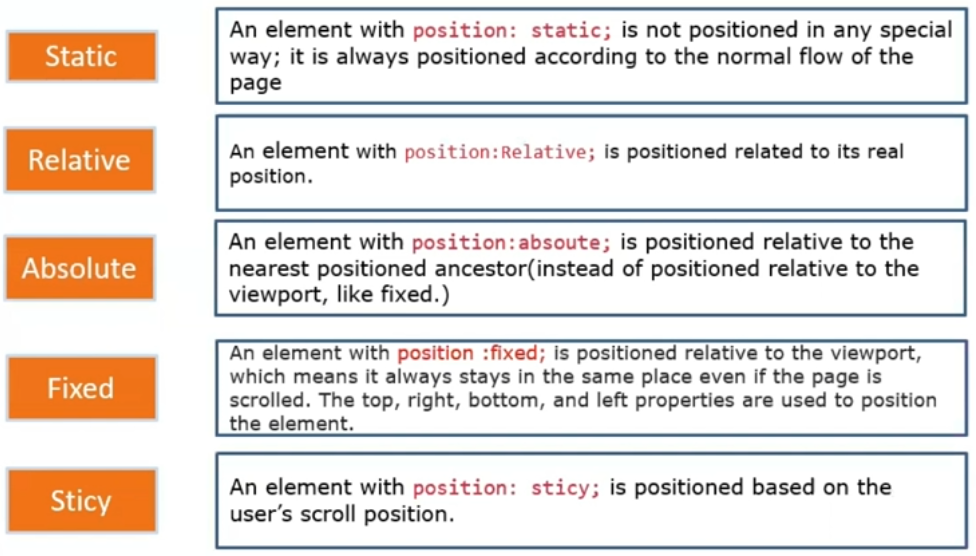 Static
An element with position: static; is not positioned in any special
way; it is always positioned according to the normal flow of the
page
Relative
An element with position:Relative; is positioned related to its real
position.
Absolute
An element with position:absoute; is positioned relative to the
nearest positioned ancestor(instead of positioned relative to the
viewport, like fixed.)
Fixed
An element with position :fixed; is positioned relative to the viewport,
which means it always stays in the same place even if the page is
scrolled. The top, right, bottom, and left properties are used to position
the element.
Sticy
An element with position: sticy; is positioned based on the
user’s scroll position.